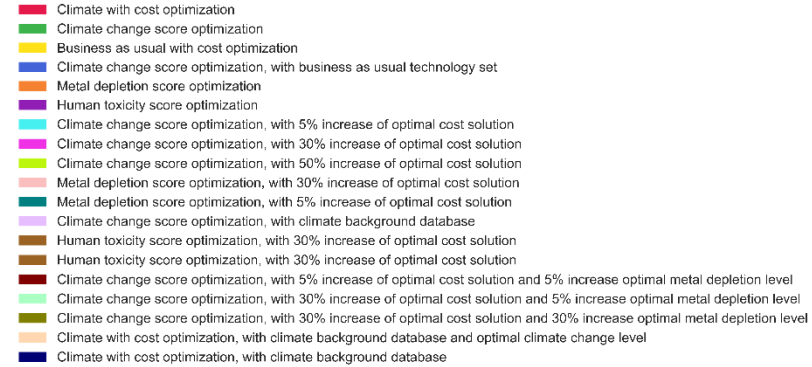 Climate with cost optimization
Climate change score optimization
Business as usual with cost optimization
Climate change score optimization, with business as usual technology set
Metal depletion score optimization
Human toxicity score optimization
Climate change score optimization, with 5% increase of optimal cost solution
Climate change score optimization, with 30% increase of optimal cost solution
Climate change score optimization, with 50% increase of optimal cost solution
Metal depletion score optimization, with 30% increase of optimal cost solution
Metal depletion score optimization, with 5% increase of optimal cost solution
Climate change score optimization, with climate background database
Human toxicity score optimization, with 30% increase of optimal cost solution
Human toxicity score optimization, with 30% increase of optimal cost solution
Climate change score optimization, with 5% increase of optimal cost solution and 5% increase optimal metal depletion level
Climate change score optimization, with 30% increase of optimal cost solution and 5% increase optimal metal depletion level
Climate change score optimization, with 30% increase of optimal cost solution and 30% increase optimal metal depletion level
Climate with cost optimization, with climate background database and optimal climate change level
Climate with cost optimization, with climate background database